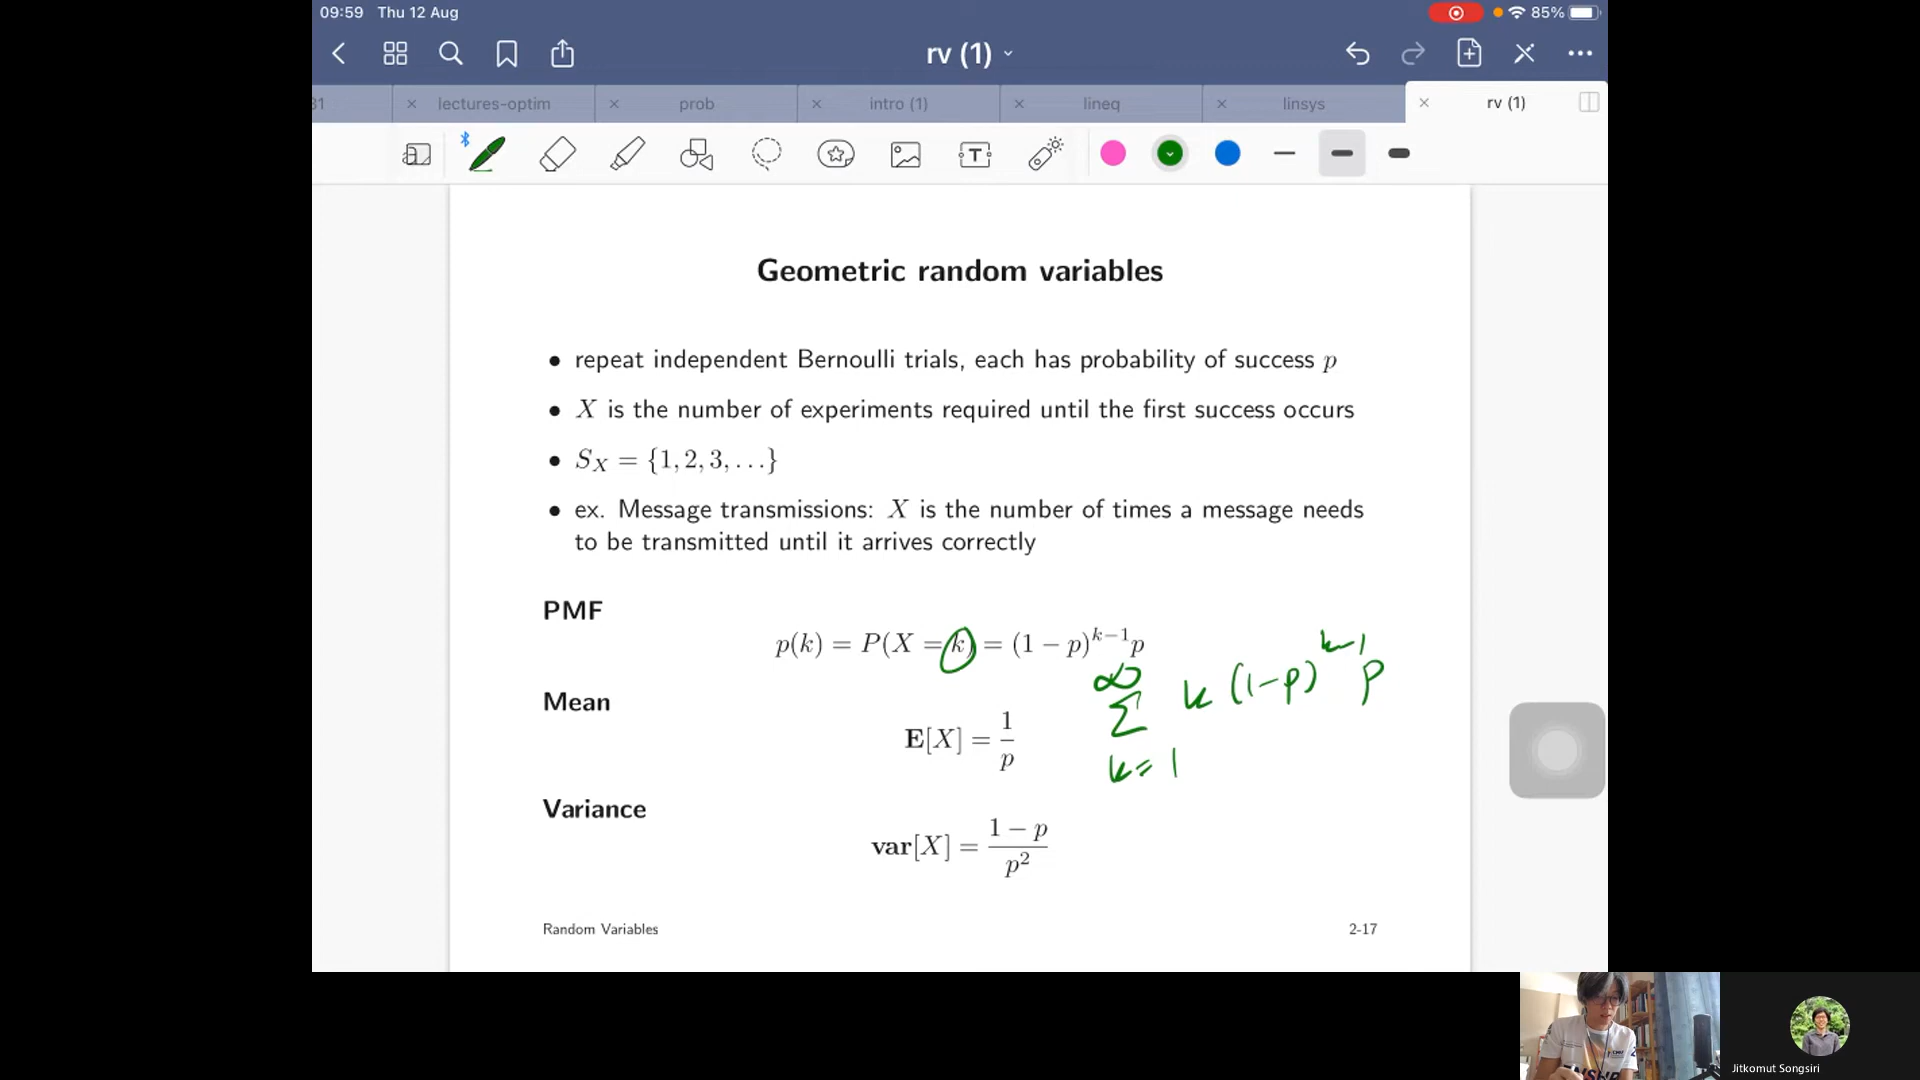 09:59 Thu 12 Aug 85%
rv (1)
31 lectures-optim prob intro (1) lineq linsys rv (1)
Geometric random variables
• repeat independent Bernoulli trials, each has probability of success p
• X is the number of experiments required until the first success occurs
• S_X = {1, 2, 3, . . .}
• ex. Message transmissions: X is the number of times a message needs
to be transmitted until it arrives correctly
PMF
p(k) = P(X = k) = (1 − p)^{k−1}p
∞
∑ k (1-p)^{k-1} p
k = 1
Mean
E[X] = 1/p
Variance
var[X] = (1 − p)/p²
Random Variables 2-17
Jitkomut Songsiri